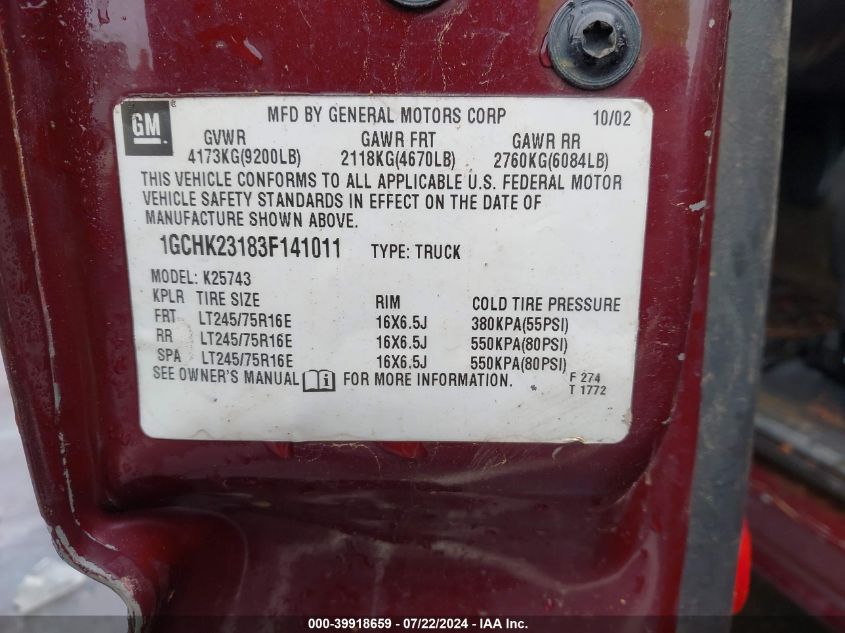 GM
MFD BY GENERAL MOTORS CORP 10/02
GVWR GAWR FRT GAWR RR
4173KG(9200LB) 2118KG(4670LB) 2760KG(6084LB)
THIS VEHICLE CONFORMS TO ALL APPLICABLE U.S. FEDERAL MOTOR
VEHICLE SAFETY STANDARDS IN EFFECT ON THE DATE OF
MANUFACTURE SHOWN ABOVE.
1GCHK23183F141011 TYPE: TRUCK
MODEL: K25743
KPLR TIRE SIZE RIM COLD TIRE PRESSURE
FRT LT245/75R16E 16X6.5J 380KPA(55PSI)
RR LT245/75R16E 16X6.5J 550KPA(80PSI)
SPA LT245/75R16E 16X6.5J 550KPA(80PSI)
SEE OWNER'S MANUAL i FOR MORE INFORMATION. F 274
T 1772
000-39918659 - 07/22/2024 - IAA Inc.